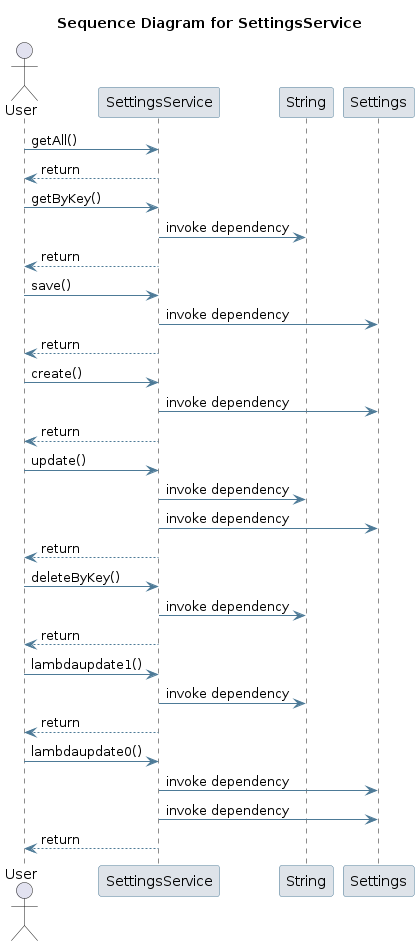 Sequence Diagram for SettingsService
User
SettingsService
String
Settings
getAll()
return
getByKey()
invoke dependency
return
save()
invoke dependency
return
create()
invoke dependency
return
update()
invoke dependency
invoke dependency
return
deleteByKey()
invoke dependency
return
lambdaupdate1()
invoke dependency
return
lambdaupdate0()
invoke dependency
invoke dependency
return
User
SettingsService
String
Settings